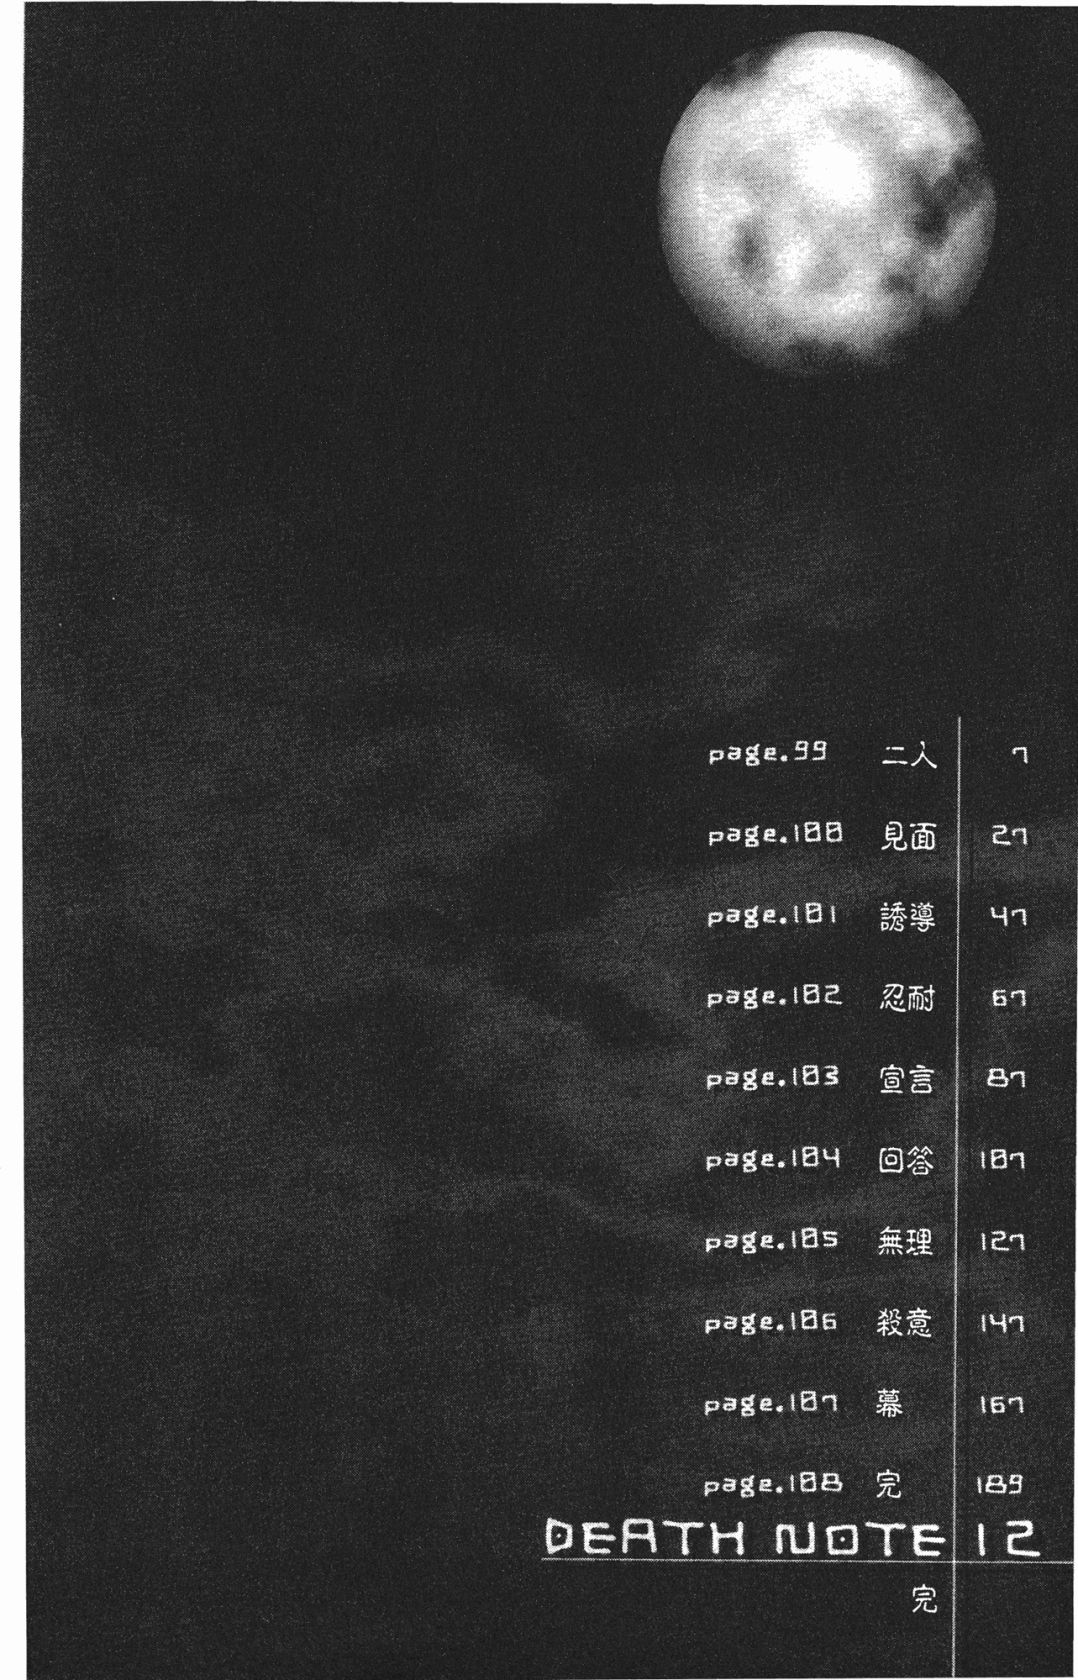 page.99 二人 7
page.100 見面 27
page.101 誘導 47
page.102 忍耐 67
page.103 宣言 87
page.104 回答 107
page.105 無理 127
page.106 殺意 147
page.107 幕 167
page.108 完 189
DEATH NOTE 12
完